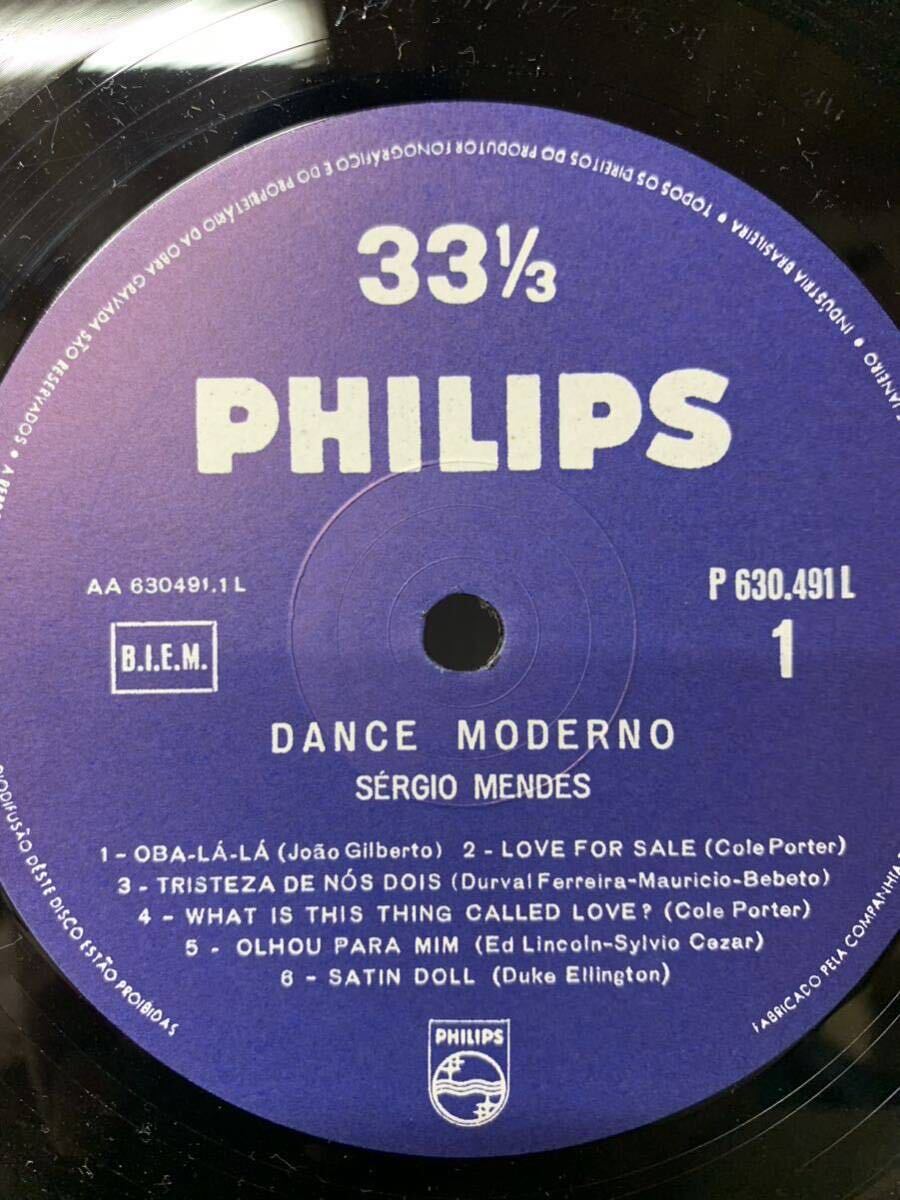 JANEIRO • INDÚSTRIA BRASILEIRA • TODOS OS DIREITOS DO PRODUTOR FONOGRÁFICO E DO PROPRIETÁRIO DA OBRA GRAVADA SÃO RESERVADOS • A
33⅓
PHILIPS
AA 630491.1 L
P 630.491 L
B.I.E.M.
1
DANCE MODERNO
SÉRGIO MENDES
1 - OBA-LÁ-LÁ (João Gilberto) 2 - LOVE FOR SALE (Cole Porter)
3 - TRISTEZA DE NÓS DOIS (Durval Ferreira-Mauricio-Bebeto)
4 - WHAT IS THIS THING CALLED LOVE? (Cole Porter)
5 - OLHOU PARA MIM (Ed Lincoln-Sylvio Cezar)
6 - SATIN DOLL (Duke Ellington)
DÊSTE DISCO ESTÃO PROIBIDAS
FABRICADO PELA COMPANHIA
PHILIPS